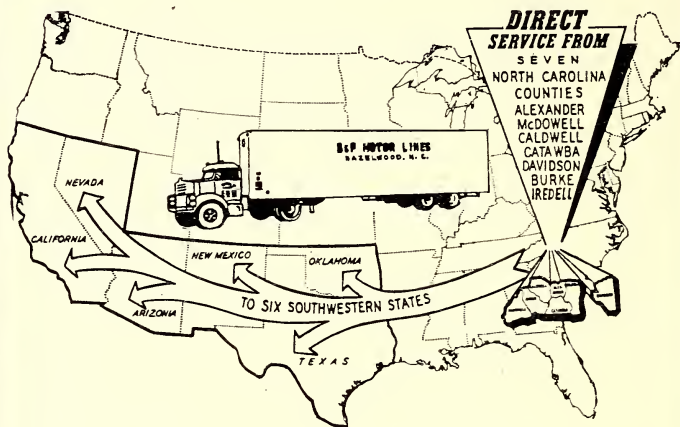 DIRECT
SERVICE FROM
SEVEN
NORTH CAROLINA
COUNTIES
ALEXANDER
McDOWELL
CALDWELL
CATAWBA
DAVIDSON
BURKE
IREDELL
B&P MOTOR LINES
HAZELWOOD, N. C.
NEVADA
CALIFORNIA
NEW MEXICO
OKLAHOMA
TO SIX SOUTHWESTERN STATES
ARIZONA
TEXAS